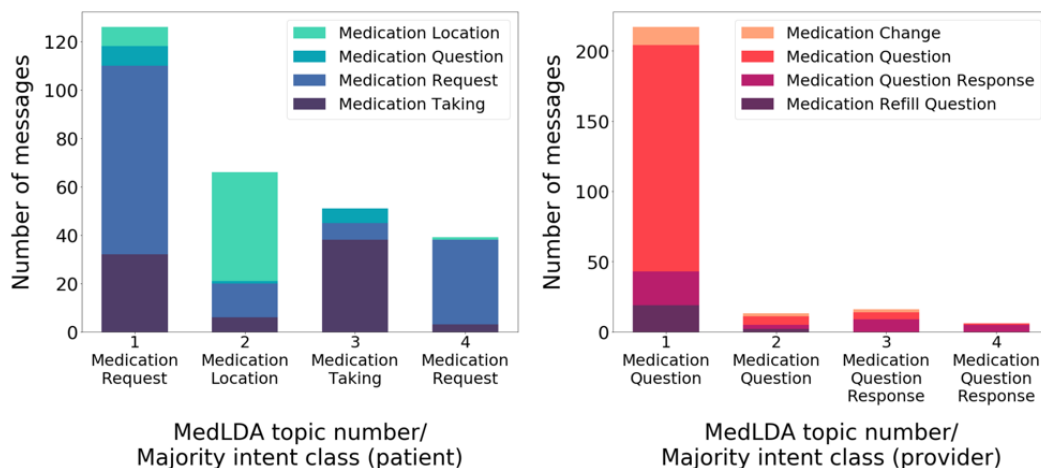 Number of messages
120
100
80
60
40
20
0
Medication Location
Medication Question
Medication Request
Medication Taking
1
Medication
Request
2
Medication
Location
3
Medication
Taking
4
Medication
Request
MedLDA topic number/
Majority intent class (patient)
Number of messages
200
150
100
50
0
Medication Change
Medication Question
Medication Question Response
Medication Refill Question
1
Medication
Question
2
Medication
Question
3
Medication
Question
Response
4
Medication
Question
Response
MedLDA topic number/
Majority intent class (provider)